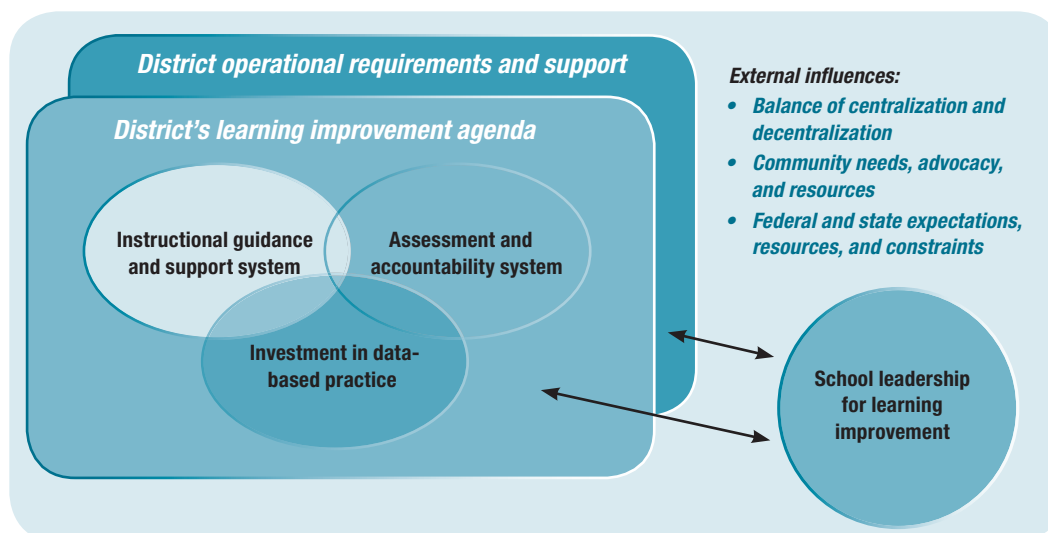 District operational requirements and support
District's learning improvement agenda
Instructional guidance
and support system
Assessment and
accountability system
Investment in data-
based practice
External influences:
• Balance of centralization and
decentralization
• Community needs, advocacy,
and resources
• Federal and state expectations,
resources, and constraints
School leadership
for learning
improvement